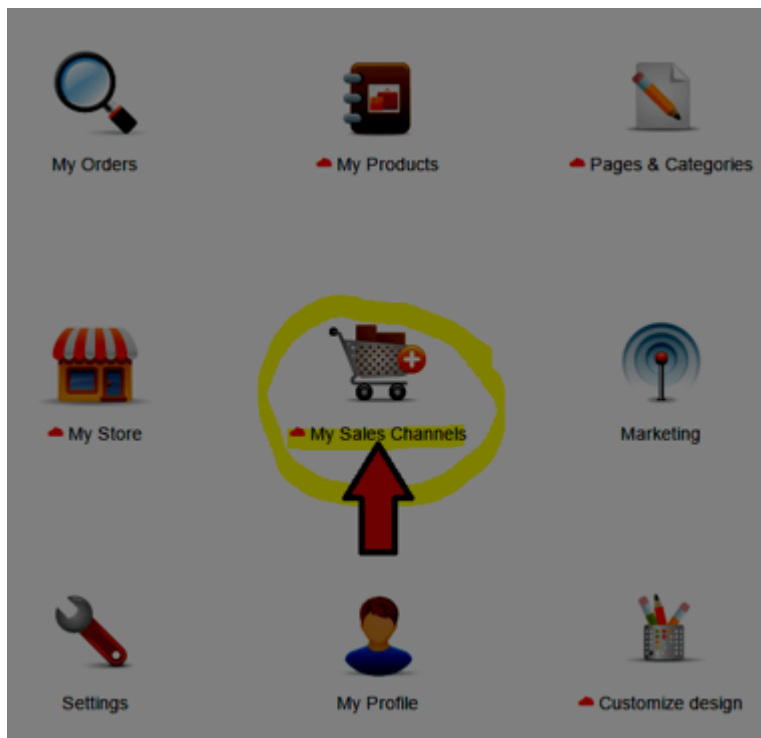 My Orders
My Products
Pages & Categories
My Store
My Sales Channels
Marketing
Settings
My Profile
Customize design